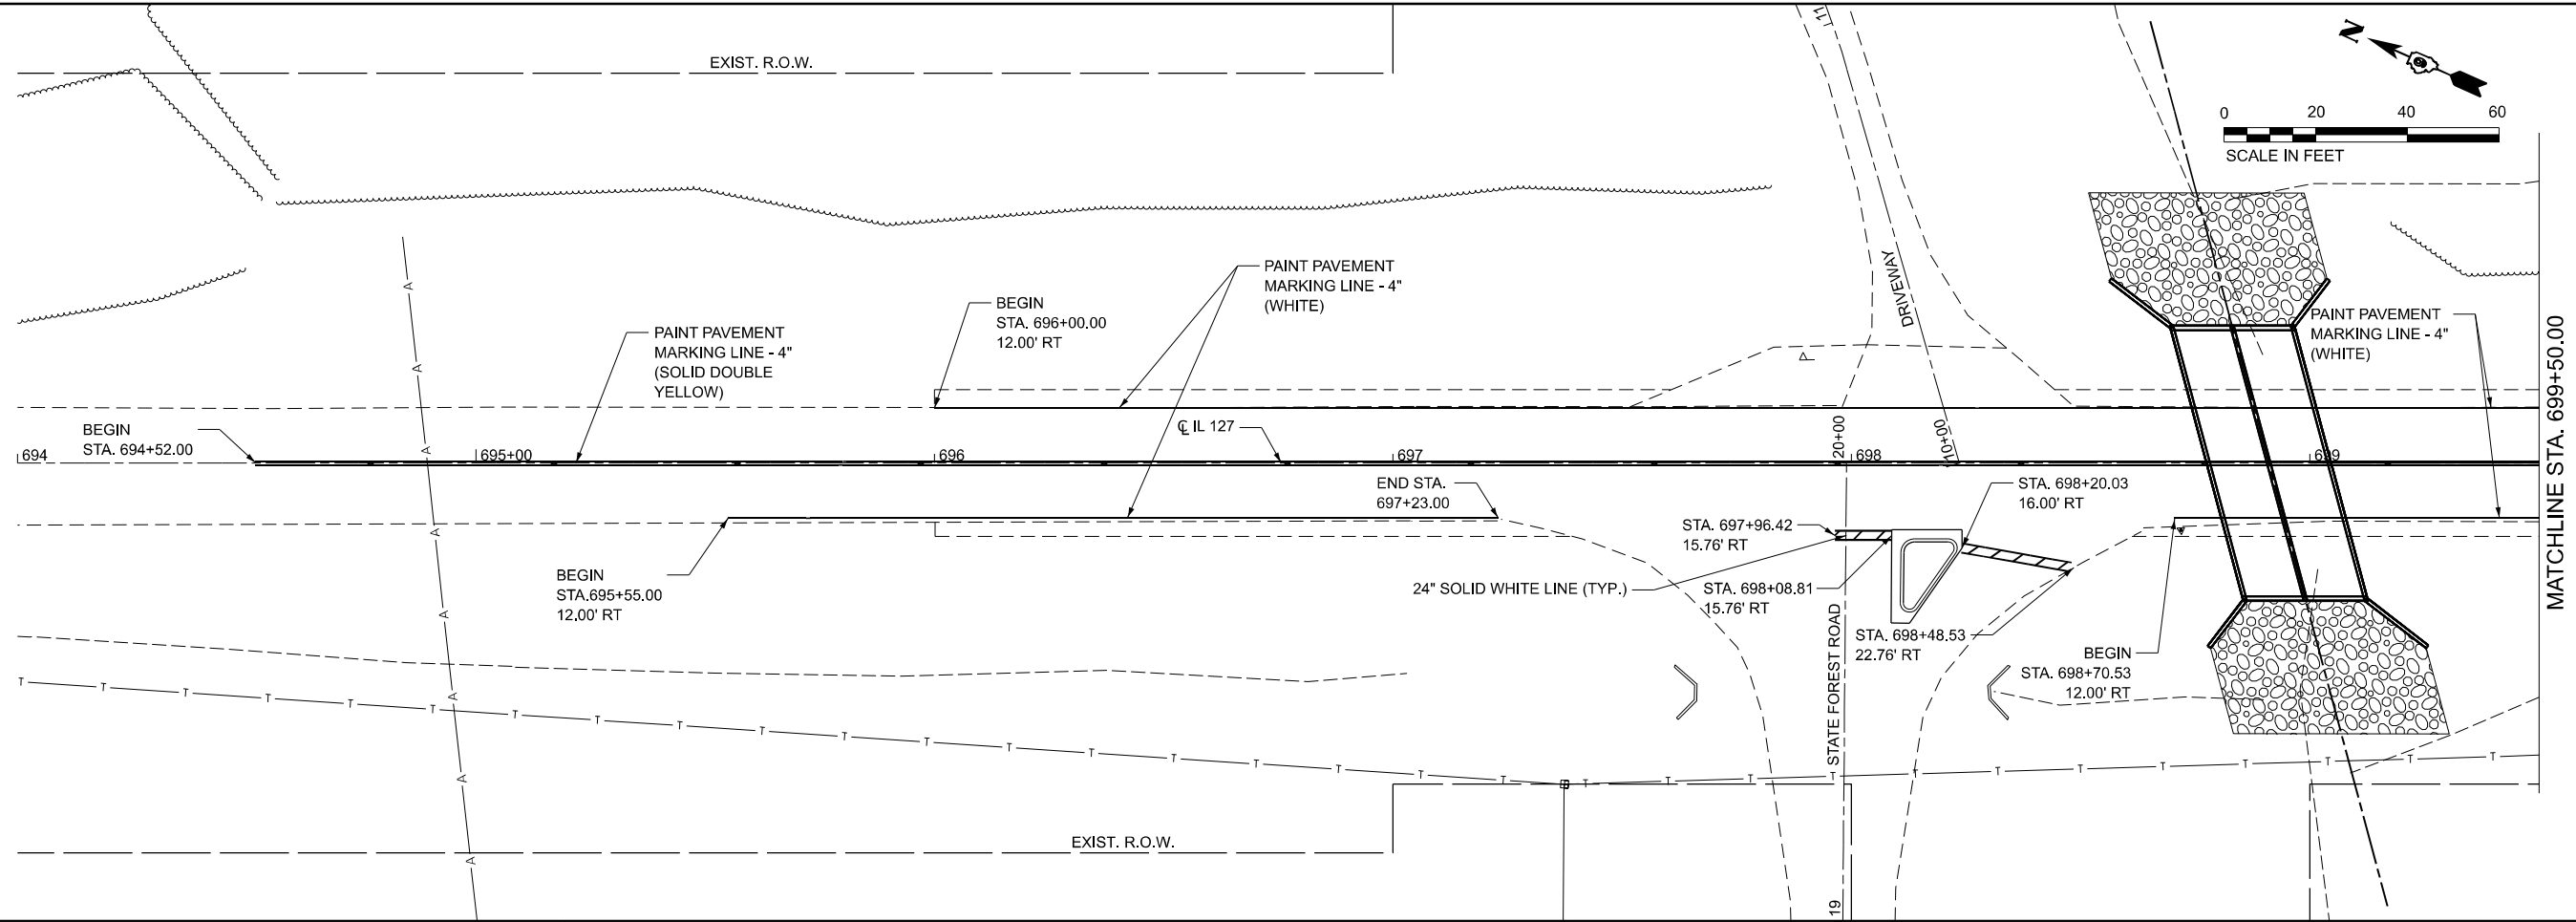 EXIST. R.O.W.
11
N
0 20 40 60
SCALE IN FEET
PAINT PAVEMENT
MARKING LINE - 4"
(WHITE)
BEGIN
STA. 696+00.00
12.00' RT
PAINT PAVEMENT
MARKING LINE - 4"
(SOLID DOUBLE
YELLOW)
DRIVEWAY
PAINT PAVEMENT
MARKING LINE - 4"
(WHITE)
MATCHLINE STA. 699+50.00
BEGIN
STA. 694+52.00
℄ IL 127
694
695+00
696
697
20+00
698
10+00
699
END STA.
697+23.00
STA. 698+20.03
16.00' RT
STA. 697+96.42
15.76' RT
BEGIN
STA.695+55.00
12.00' RT
24" SOLID WHITE LINE (TYP.)
STA. 698+08.81
15.76' RT
STATE FOREST ROAD
STA. 698+48.53
22.76' RT
BEGIN
STA. 698+70.53
12.00' RT
A A A A A A A A
T T T T T T T T T T T T T T T T T T T T T T T T T T T T T T
P
EXIST. R.O.W.
19